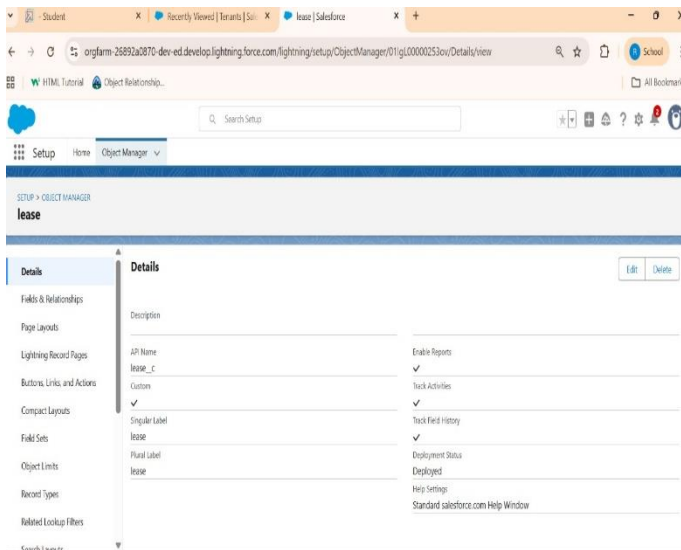 - Student
Recently Viewed | Tenants | Sale
lease | Salesforce
orgfarm-26892a0870-dev-ed.develop.lightning.force.com/lightning/setup/ObjectManager/01IgL00000253ov/Details/view
School
HTML Tutorial
Object Relationship...
All Bookmark
Search Setup
Setup
Home
Object Manager
SETUP > OBJECT MANAGER
lease
Details
Fields & Relationships
Page Layouts
Lightning Record Pages
Buttons, Links, and Actions
Compact Layouts
Field Sets
Object Limits
Record Types
Related Lookup Filters
Search Layouts
Details
Edit
Delete
Description
API Name
lease__c
Custom
Singular Label
lease
Plural Label
lease
Enable Reports
Track Activities
Track Field History
Deployment Status
Deployed
Help Settings
Standard salesforce.com Help Window